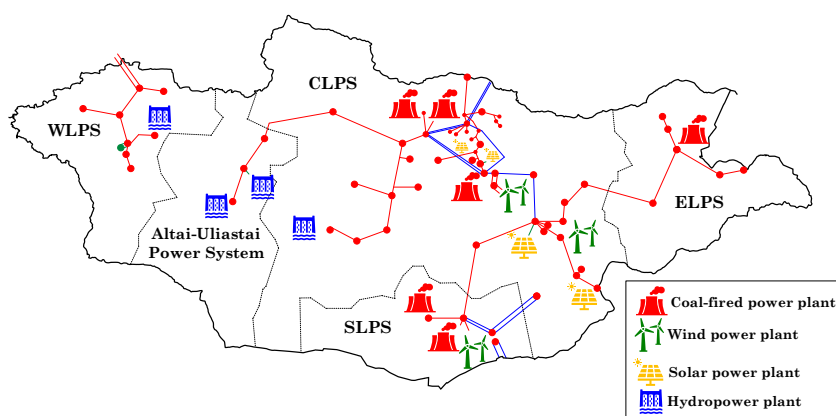 CLPS
WLPS
ELPS
Altai-Uliastai
Power System
SLPS
Coal-fired power plant
Wind power plant
Solar power plant
Hydropower plant